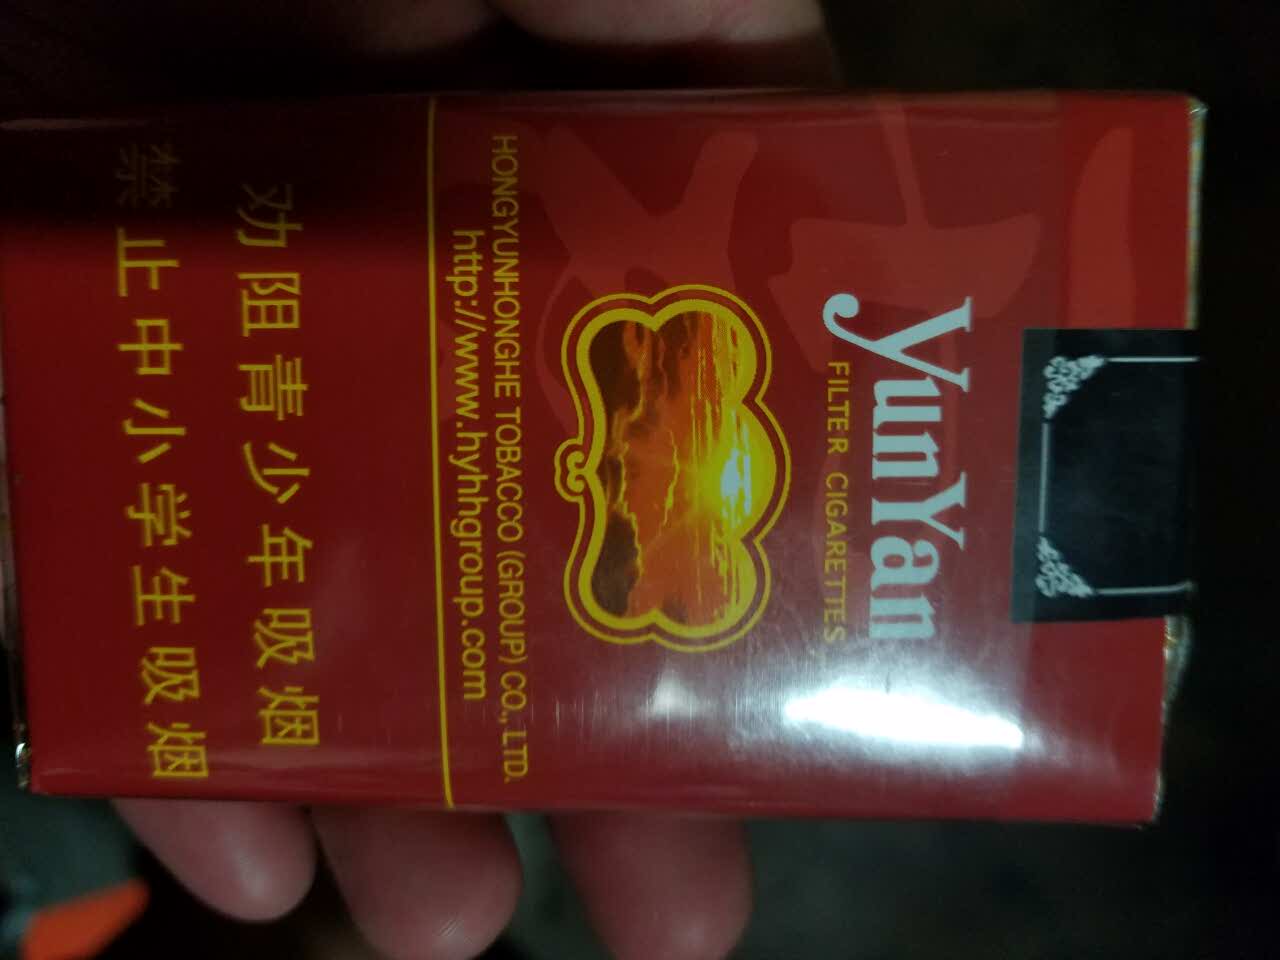 YunYan
FILTER CIGARETTES
HONGYUNHONGHE TOBACCO (GROUP) CO., LTD.
http://www.hyhhgroup.com
劝阻青少年吸烟
禁止中小学生吸烟